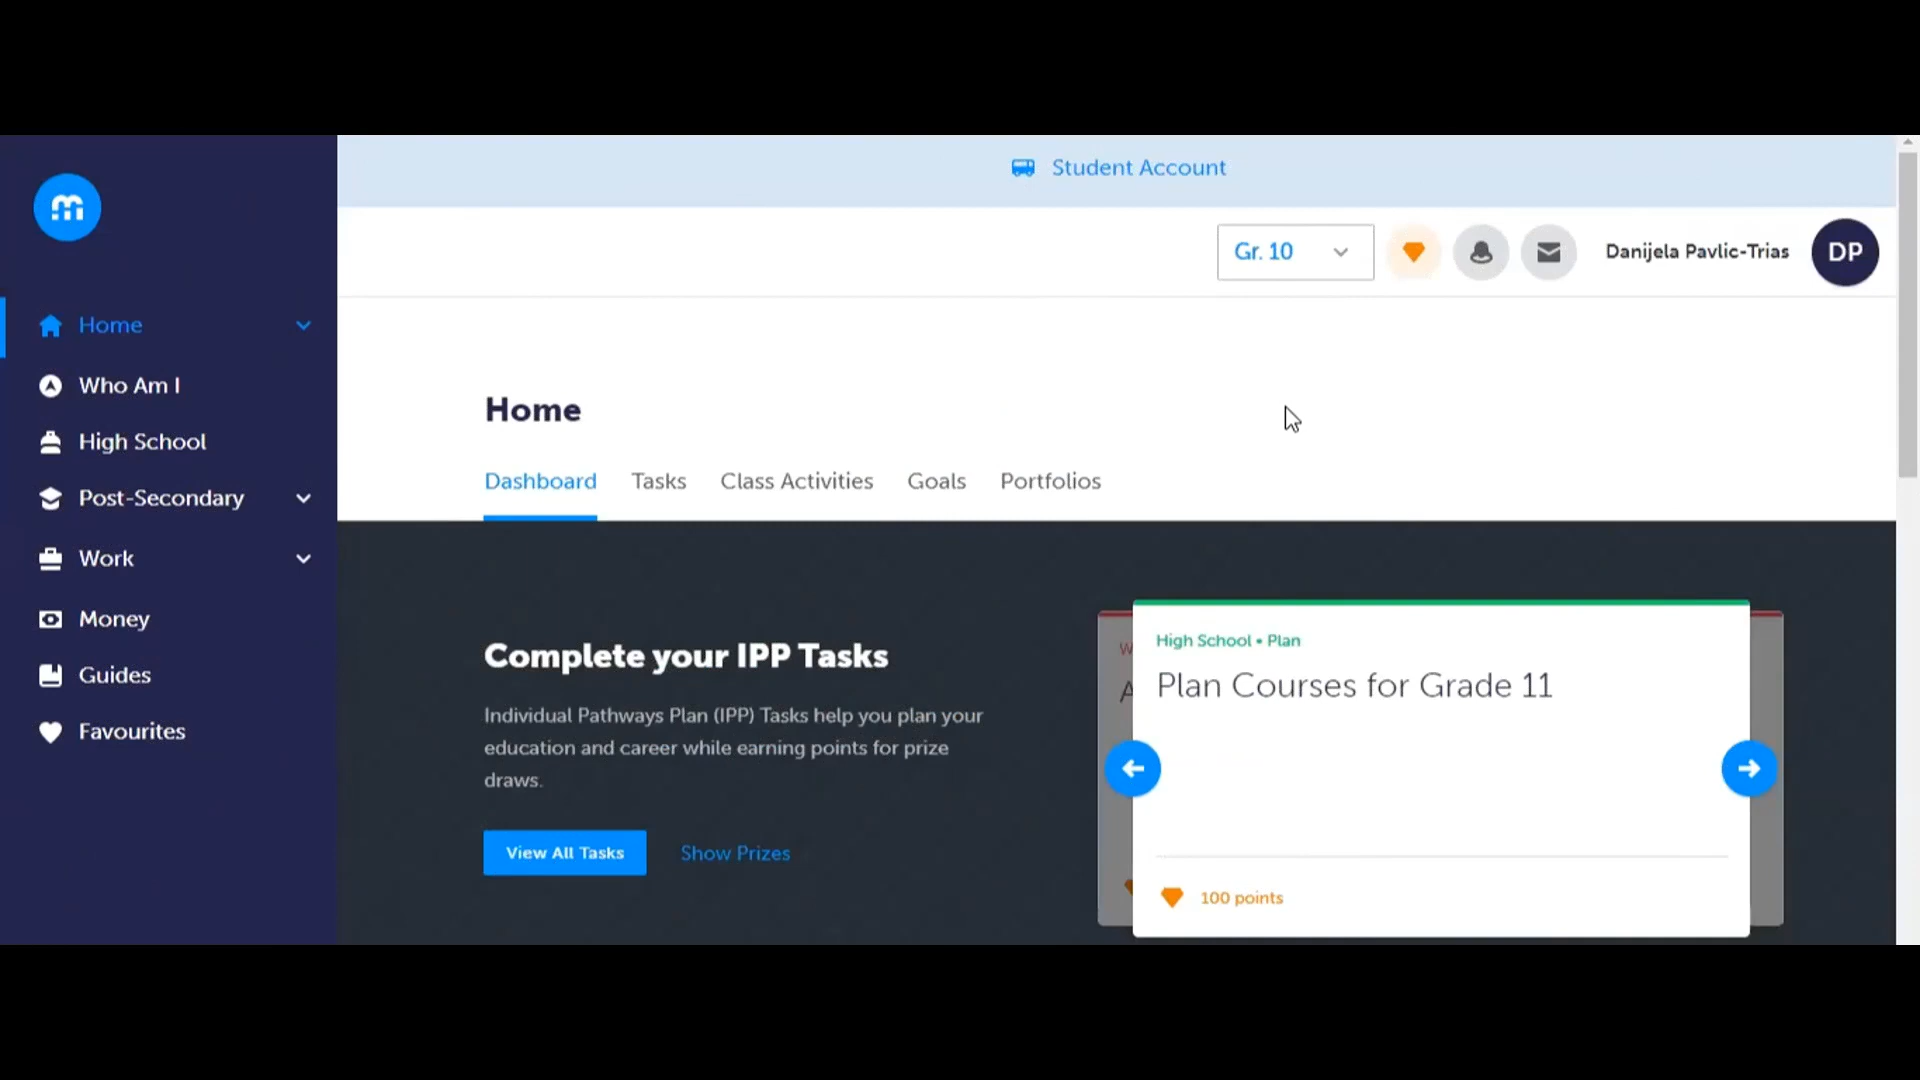 Student Account
Gr. 10
Danijela Pavlic-Trias
DP
Home
Who Am I
High School
Post-Secondary
Work
Money
Guides
Favourites
Home
Dashboard Tasks Class Activities Goals Portfolios
Complete your IPP Tasks
Individual Pathways Plan (IPP) Tasks help you plan your
education and career while earning points for prize
draws.
View All Tasks Show Prizes
High School • Plan
Plan Courses for Grade 11
100 points